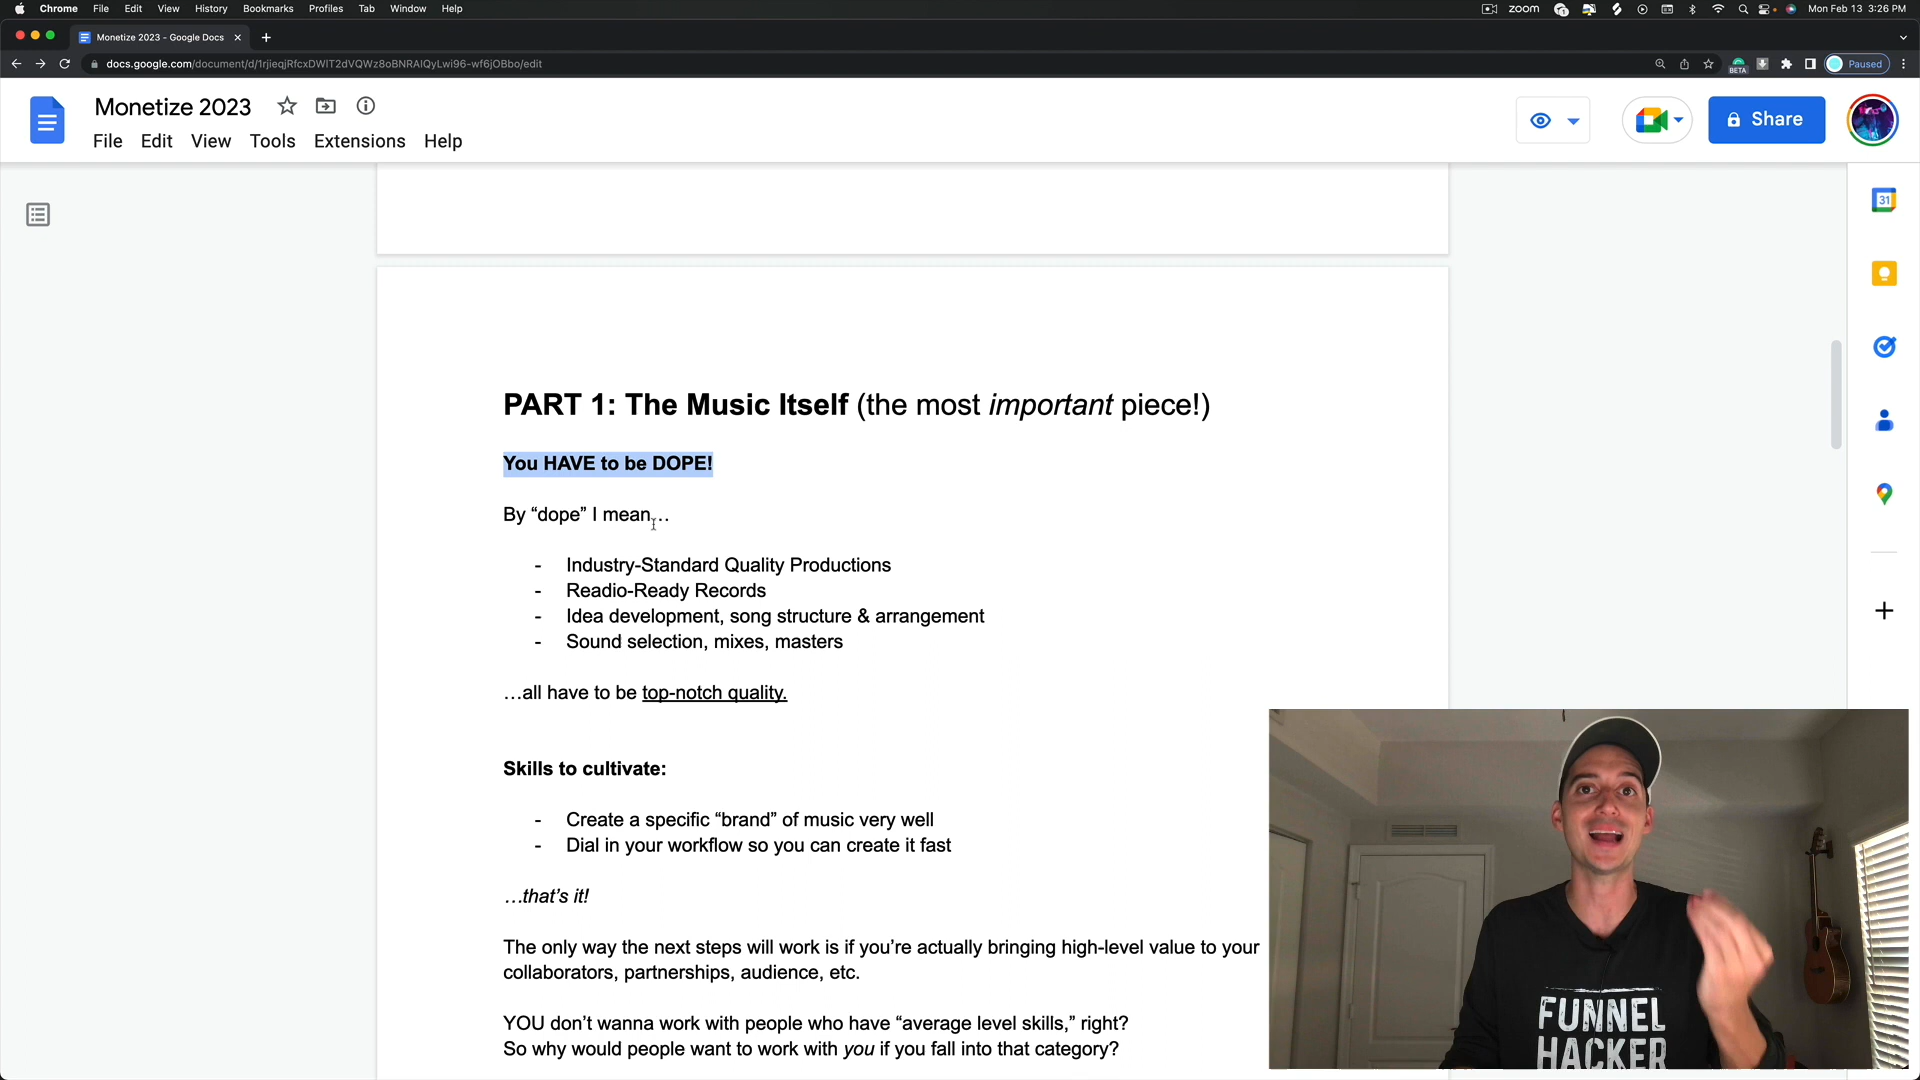 Chrome File Edit View History Bookmarks Profiles Tab Window Help zoom Mon Feb 13 3:26 PM
Monetize 2023 - Google Docs
docs.google.com/document/d/1rjieqjRfcxDWIT2dVQWz8oBNRAIQyLwi96-wf6jOBbo/edit BETA Paused
Monetize 2023
File Edit View Tools Extensions Help
Share
31
PART 1: The Music Itself (the most important piece!)
You HAVE to be DOPE!
By “dope” I mean…
- Industry-Standard Quality Productions
- Readio-Ready Records
- Idea development, song structure & arrangement
- Sound selection, mixes, masters
…all have to be top-notch quality.
Skills to cultivate:
- Create a specific “brand” of music very well
- Dial in your workflow so you can create it fast
…that’s it!
The only way the next steps will work is if you’re actually bringing high-level value to your
collaborators, partnerships, audience, etc.
YOU don’t wanna work with people who have “average level skills,” right?
So why would people want to work with you if you fall into that category?
FUNNEL
HACKER